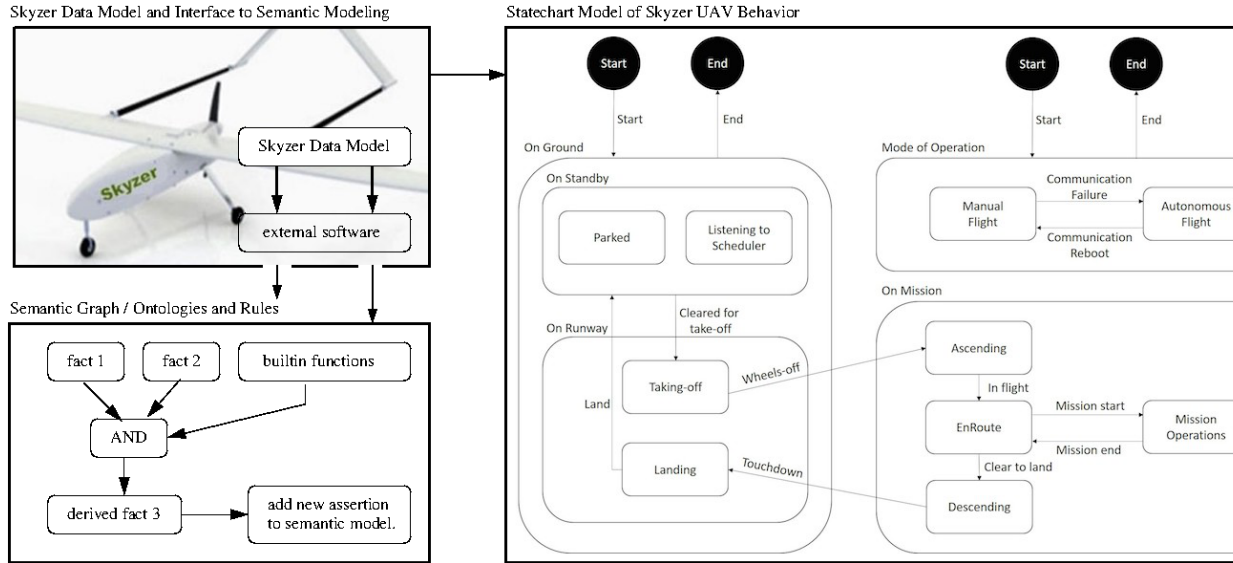 Skyzer Data Model and Interface to Semantic Modeling
Skyzer
Skyzer Data Model
external software
Semantic Graph / Ontologies and Rules
fact 1
fact 2
builtin functions
AND
derived fact 3
add new assertion
to semantic model.
Statechart Model of Skyzer UAV Behavior
Start
End
Start
End
On Ground
On Standby
Parked
Listening to
Scheduler
Cleared for
take-off
On Runway
Taking-off
Wheels-off
Land
Landing
Touchdown
Start
End
Start
End
Mode of Operation
Communication
Failure
Manual
Flight
Autonomous
Flight
Communication
Reboot
On Mission
Ascending
In flight
EnRoute
Mission start
Mission end
Mission
Operations
Clear to land
Descending